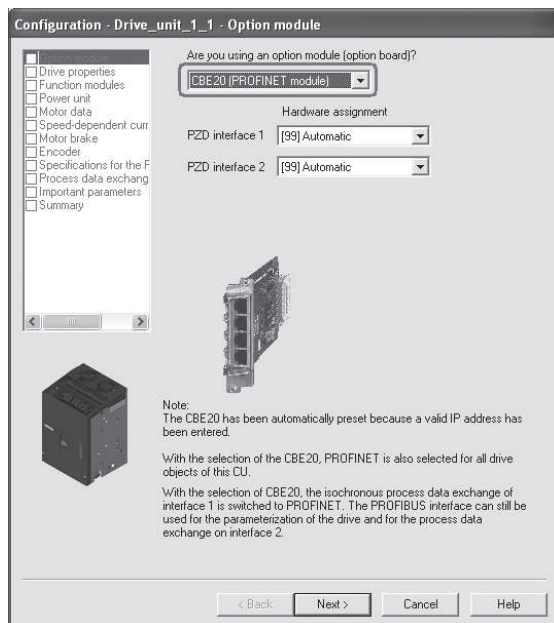 Configuration - Drive_unit_1_1 - Option module
Option module
Drive properties
Function modules
Power unit
Motor data
Speed-dependent curr
Motor brake
Encoder
Specifications for the F
Process data exchang
Important parameters
Summary
Are you using an option module (option board)?
CBE20 (PROFINET module)
Hardware assignment
PZD interface 1 [99] Automatic
PZD interface 2 [99] Automatic
Note:
The CBE20 has been automatically preset because a valid IP address has
been entered.
With the selection of the CBE20, PROFINET is also selected for all drive
objects of this CU.
With the selection of CBE20, the isochronous process data exchange of
interface 1 is switched to PROFINET. The PROFIBUS interface can still be
used for the parameterization of the drive and for the process data
exchange on interface 2.
< Back Next > Cancel Help